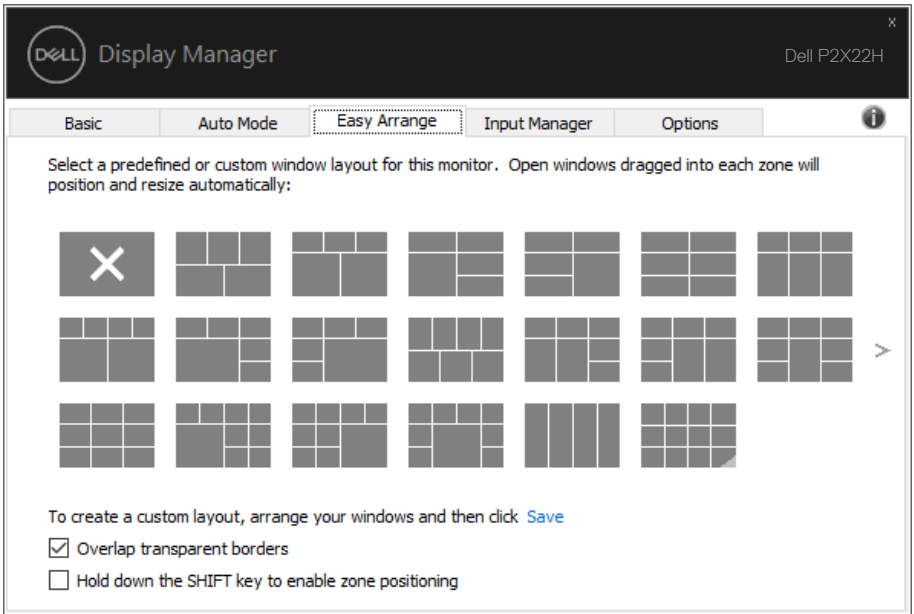 x
DELL Display Manager
Dell P2X22H
Basic Auto Mode Easy Arrange Input Manager Options
Select a predefined or custom window layout for this monitor. Open windows dragged into each zone will
position and resize automatically:
>
To create a custom layout, arrange your windows and then click Save
Overlap transparent borders
Hold down the SHIFT key to enable zone positioning